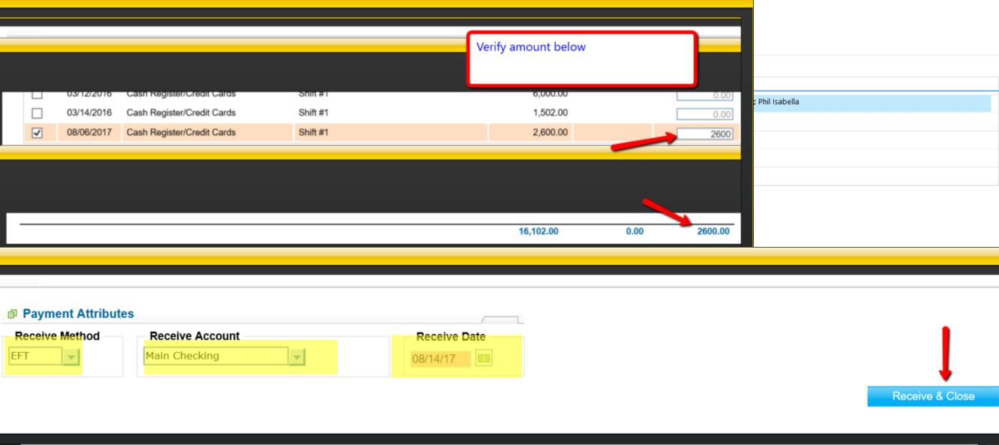 Verify amount below
03/12/2016 Cash Register/Credit Cards Shift #1 6,000.00 0.00
; Phil Isabella
03/14/2016 Cash Register/Credit Cards Shift #1 1,502.00 0.00
08/06/2017 Cash Register/Credit Cards Shift #1 2,600.00 2600
16,102.00 0.00 2600.00
Payment Attributes
Receive Method Receive Account Receive Date
EFT Main Checking 08/14/17
Receive & Close